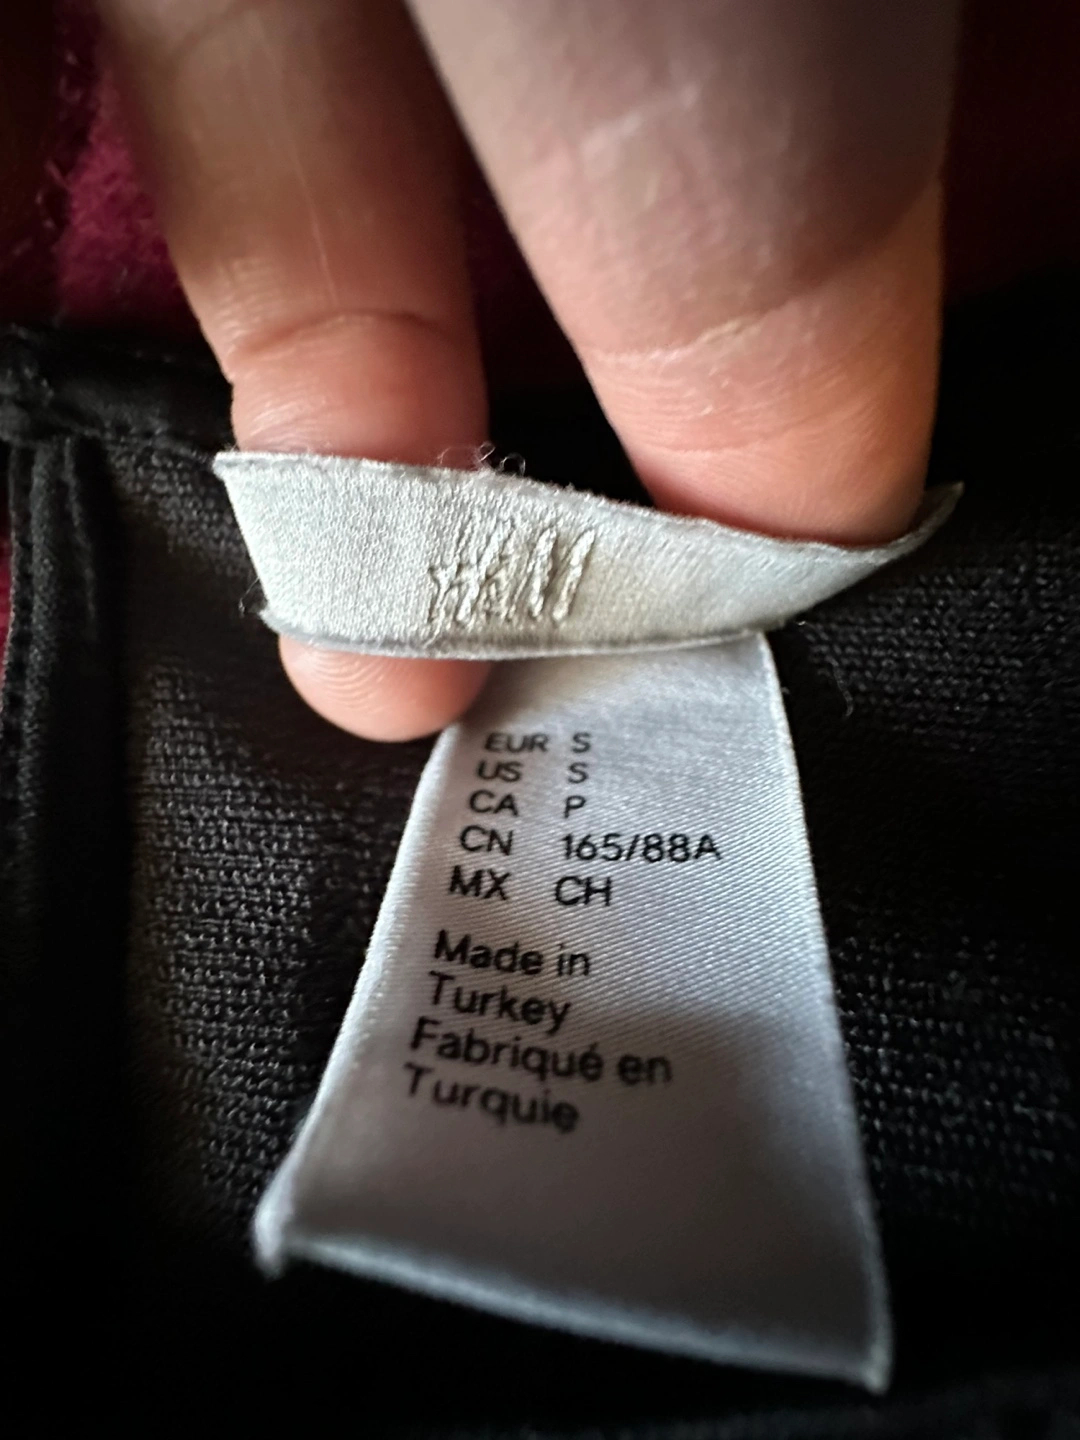 H&M
EUR S
US S
CA P
CN 165/88A
MX CH
Made in
Turkey
Fabriqué en
Turquie